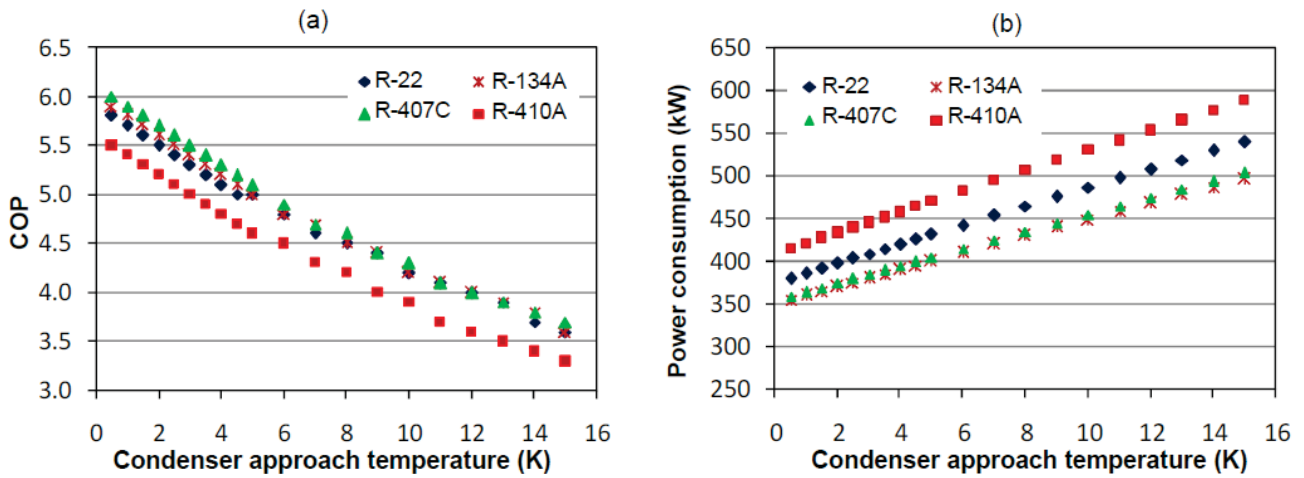 (a)
COP
6.5
6.0
5.5
5.0
4.5
4.0
3.5
3.0
R-22 R-134A
R-407C R-410A
0 2 4 6 8 10 12 14 16
Condenser approach temperature (K)
(b)
Power consumption (kW)
650
600
550
500
450
400
350
300
250
R-22 R-134A
R-407C R-410A
0 2 4 6 8 10 12 14 16
Condenser approach temperature (K)